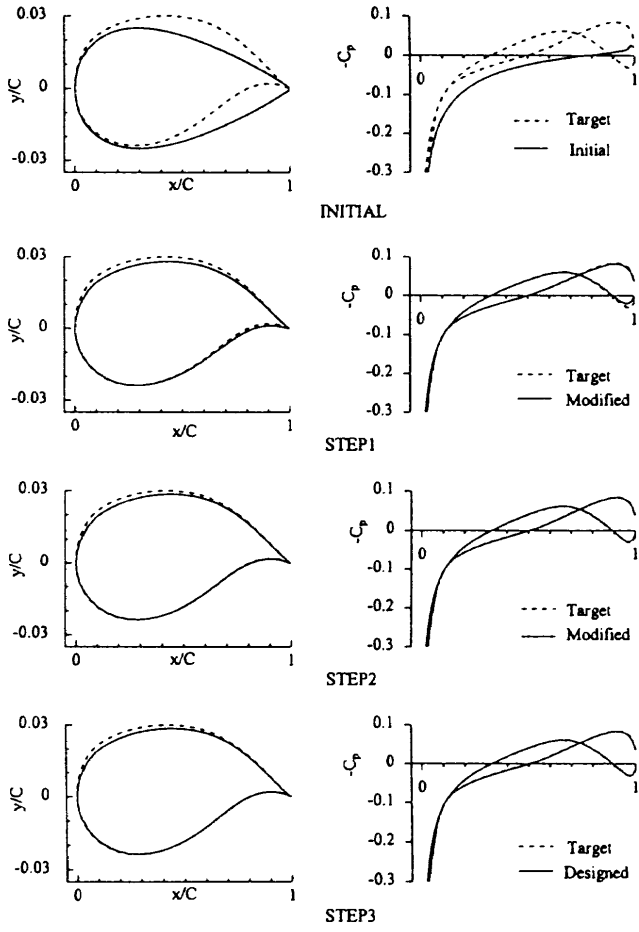 0.03
y/C
0
-0.03
0
x/C
1
0.1
-Cp
0
-0.1
-0.2
-0.3
0
1
Target
Initial
INITIAL
0.03
y/C
0
-0.03
0
x/C
1
0.1
-Cp
0
-0.1
-0.2
-0.3
0
1
Target
Modified
STEP1
0.03
y/C
0
-0.03
0
x/C
1
0.1
-Cp
0
-0.1
-0.2
-0.3
0
1
Target
Modified
STEP2
0.03
y/C
0
-0.03
0
x/C
1
0.1
-Cp
0
-0.1
-0.2
-0.3
0
1
Target
Designed
STEP3